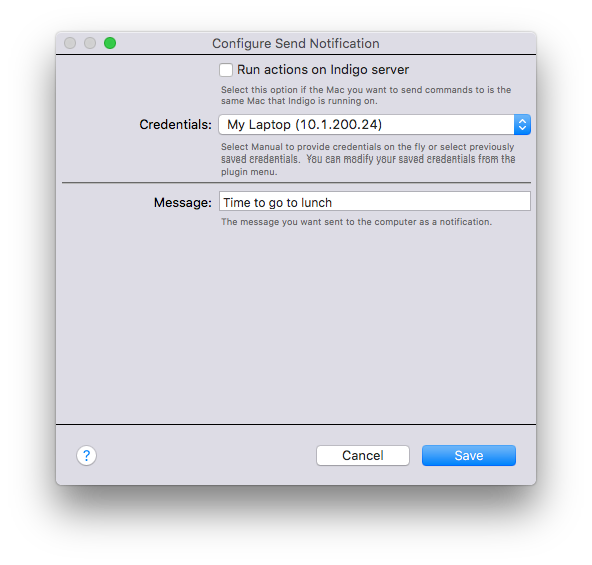 Configure Send Notification
Run actions on Indigo server
Select this option if the Mac you want to send commands to is the
same Mac that Indigo is running on.
Credentials: My Laptop (10.1.200.24)
Select Manual to provide credentials on the fly or select previously
saved credentials. You can modify your saved credentials from the
plugin menu.
Message: Time to go to lunch
The message you want sent to the computer as a notification.
? Cancel Save